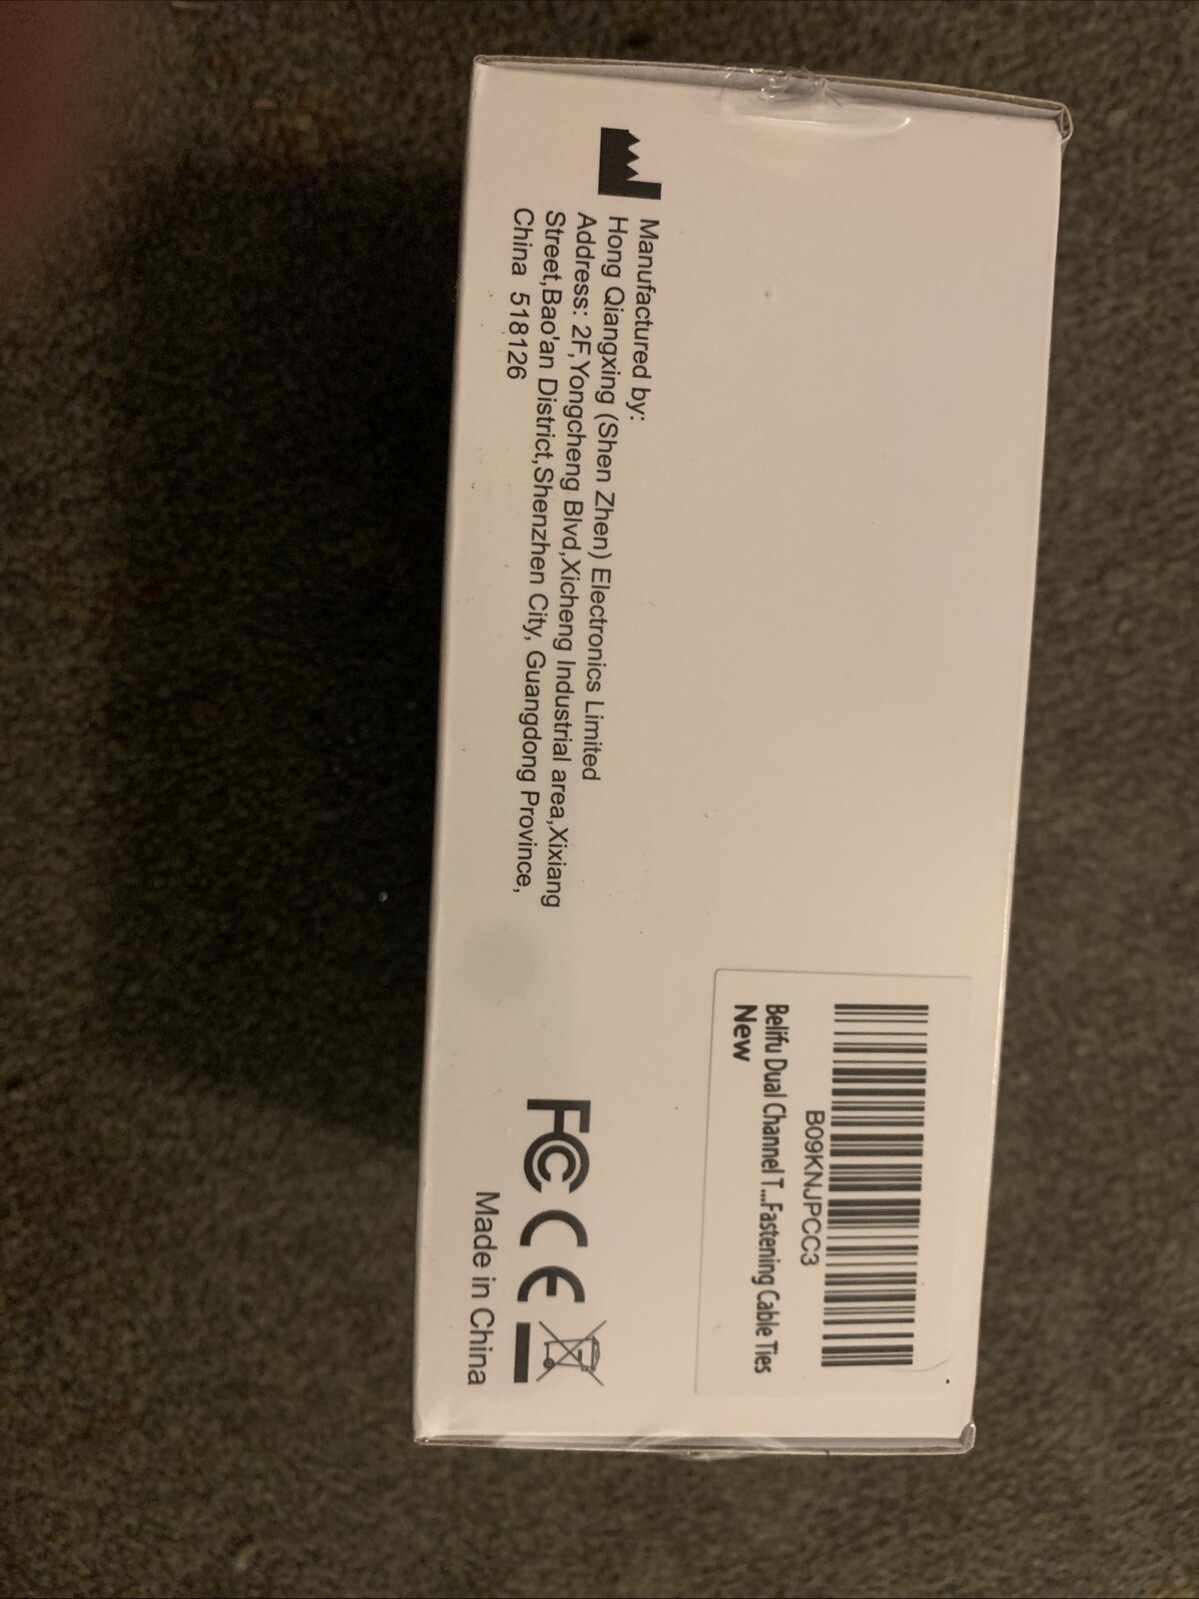 B09KNJPCC3
Belifu Dual Channel T...Fastening Cable Ties
New
Manufactured by:
Hong Qiangxing (Shen Zhen) Electronics Limited
Address: 2F,Yongcheng Blvd,Xicheng Industrial area,Xixiang
Street,Bao'an District,Shenzhen City, Guangdong Province,
China 518126
FC CE
Made in China